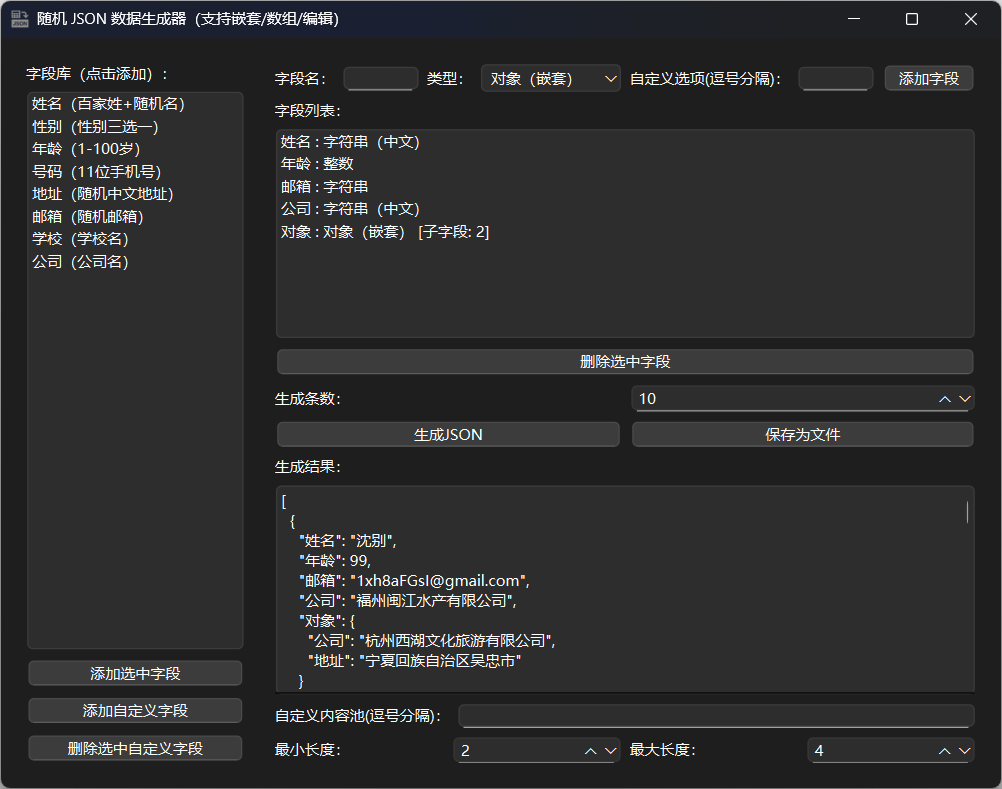 随机 JSON 数据生成器（支持嵌套/数组/编辑）
字段库（点击添加）:
姓名（百家姓+随机名）
性别（性别三选一）
年龄（1-100岁）
号码（11位手机号）
地址（随机中文地址）
邮箱（随机邮箱）
学校（学校名）
公司（公司名）
添加选中字段
添加自定义字段
删除选中自定义字段
字段名: 类型: 对象（嵌套） 自定义选项(逗号分隔): 添加字段
字段列表:
姓名 : 字符串（中文）
年龄 : 整数
邮箱 : 字符串
公司 : 字符串（中文）
对象 : 对象（嵌套） [子字段: 2]
删除选中字段
生成条数: 10
生成JSON 保存为文件
生成结果:
[
{
"姓名": "沈别",
"年龄": 99,
"邮箱": "1xh8aFGsI@gmail.com",
"公司": "福州闽江水产有限公司",
"对象": {
"公司": "杭州西湖文化旅游有限公司",
"地址": "宁夏回族自治区吴忠市"
}
自定义内容池(逗号分隔):
最小长度: 2 最大长度: 4